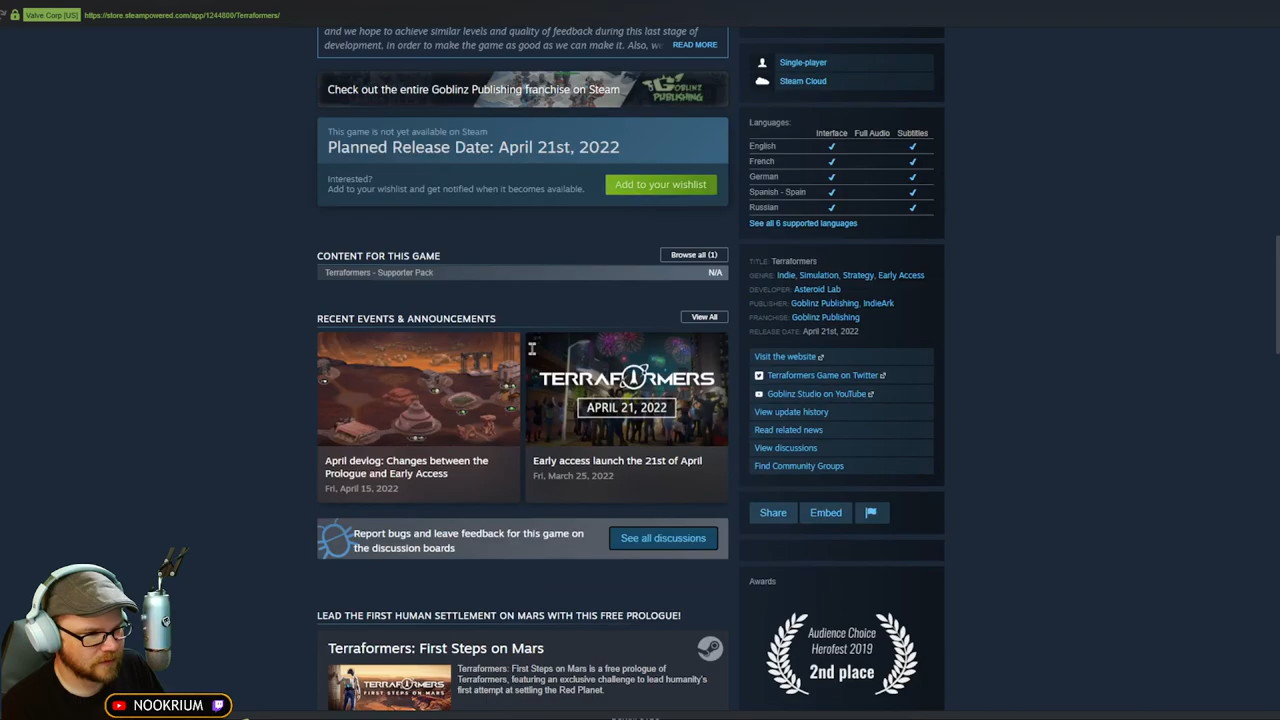 Valve Corp [US]
https://store.steampowered.com/app/1244800/Terraformers/
and we hope to achieve similar levels and quality of feedback during this last stage of
development, in order to make the game as good as we can make it. Also, we
READ MORE
Check out the entire Goblinz Publishing franchise on Steam
GOBLINZ
PUBLISHING
This game is not yet available on Steam
Planned Release Date: April 21st, 2022
Interested?
Add to your wishlist and get notified when it becomes available.
Add to your wishlist
CONTENT FOR THIS GAME
Browse all (1)
Terraformers - Supporter Pack
N/A
RECENT EVENTS & ANNOUNCEMENTS
View All
TERRAFORMERS
APRIL 21, 2022
April devlog: Changes between the
Prologue and Early Access
Fri, April 15, 2022
Early access launch the 21st of April
Fri, March 25, 2022
Report bugs and leave feedback for this game on
the discussion boards
See all discussions
LEAD THE FIRST HUMAN SETTLEMENT ON MARS WITH THIS FREE PROLOGUE!
Terraformers: First Steps on Mars
TERRAFORMERS
FIRST STEPS ON MARS
Terraformers: First Steps on Mars is a free prologue of
Terraformers, featuring an exclusive challenge to lead humanity's
first attempt at settling the Red Planet.
Single-player
Steam Cloud
Languages:
Interface Full Audio Subtitles
English ✔ ✔
French ✔ ✔
German ✔ ✔
Spanish - Spain ✔ ✔
Russian ✔ ✔
See all 6 supported languages
TITLE: Terraformers
GENRE: Indie, Simulation, Strategy, Early Access
DEVELOPER: Asteroid Lab
PUBLISHER: Goblinz Publishing, IndieArk
FRANCHISE: Goblinz Publishing
RELEASE DATE: April 21st, 2022
Visit the website
Terraformers Game on Twitter
Goblinz Studio on YouTube
View update history
Read related news
View discussions
Find Community Groups
Share
Embed
Awards
Audience Choice
Herofest 2019
2nd place
NOOKRIUM